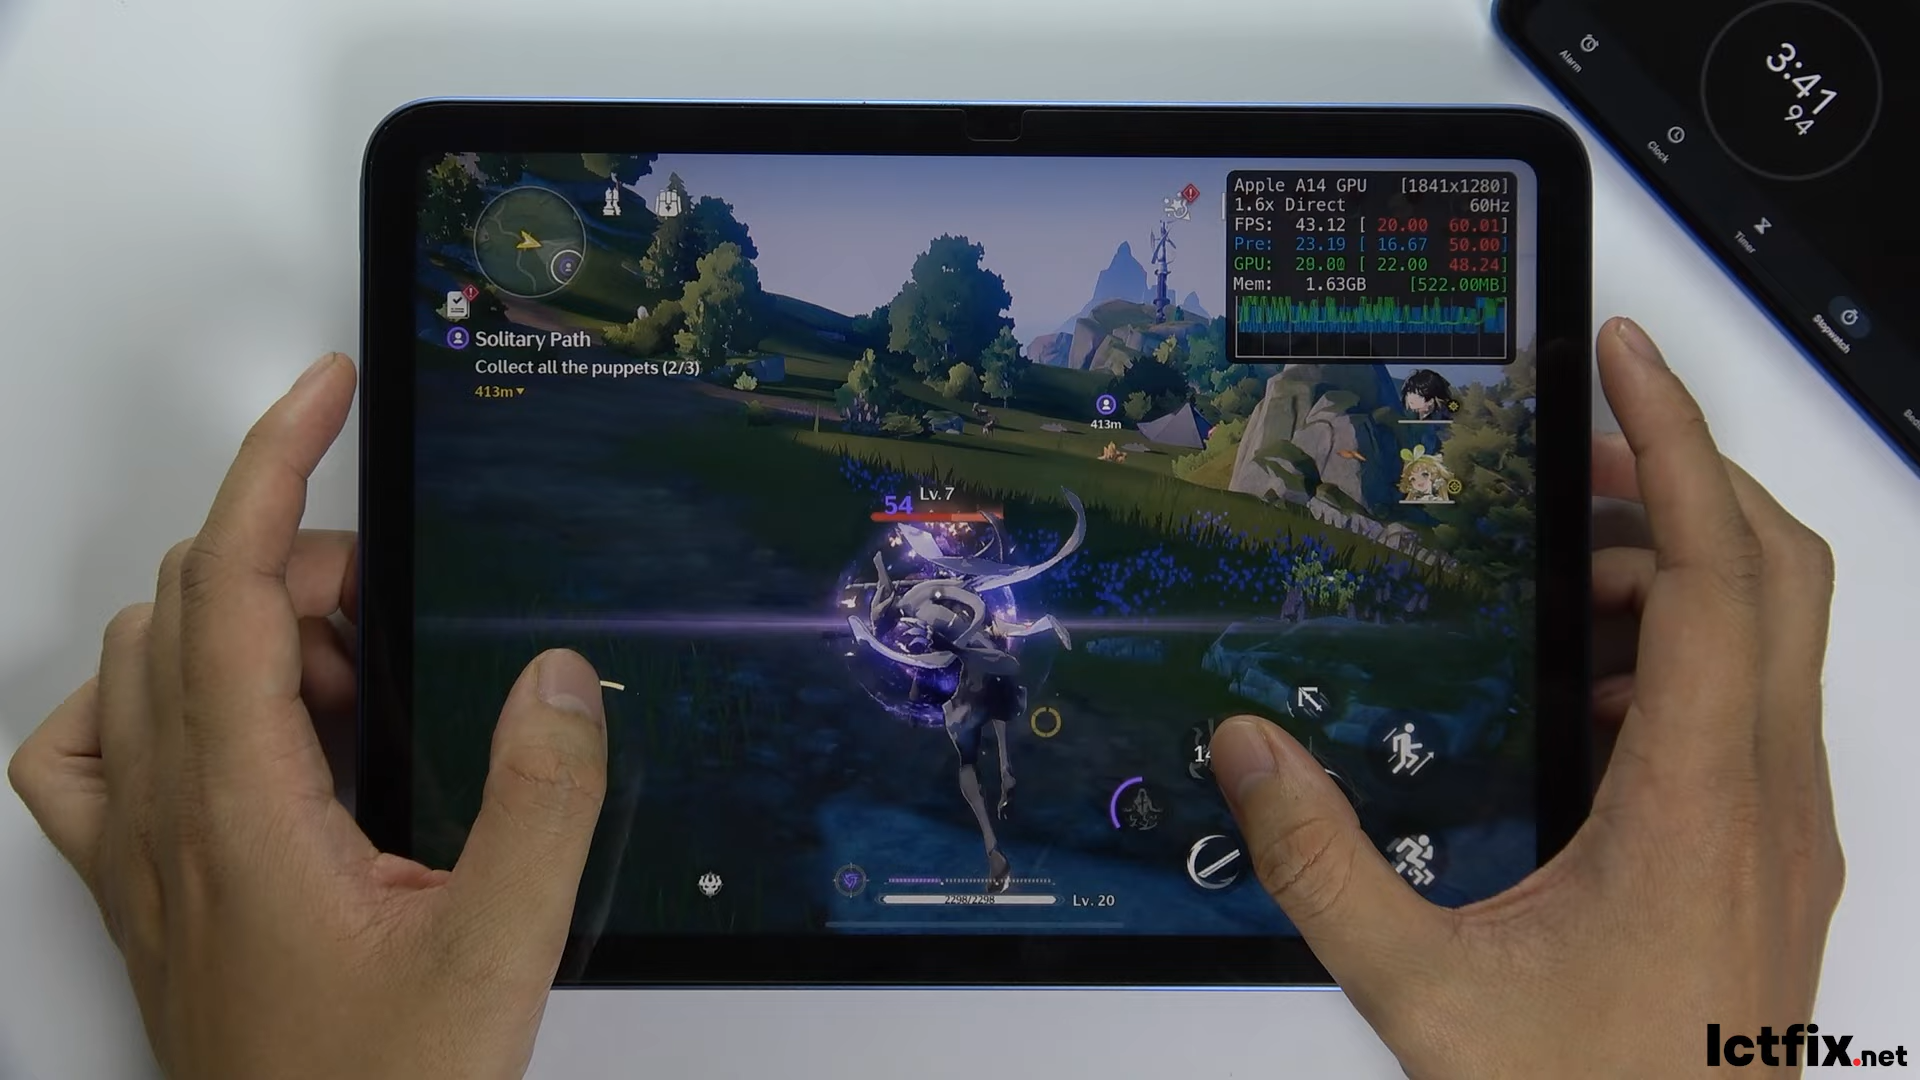 Alarm
3:41
94
Clock
Timer
Stopwatch
Apple A14 GPU [1841x1280]
1.6x Direct 60Hz
FPS: 43.12 [ 20.00 60.01]
Pre: 23.19 [ 16.67 50.00]
GPU: 28.00 [ 22.00 48.24]
Mem: 1.63GB [522.00MB]
Solitary Path
Collect all the puppets (2/3)
413m
413m
54 Lv. 7
2298/2298
Lv. 20
Ictfix.net